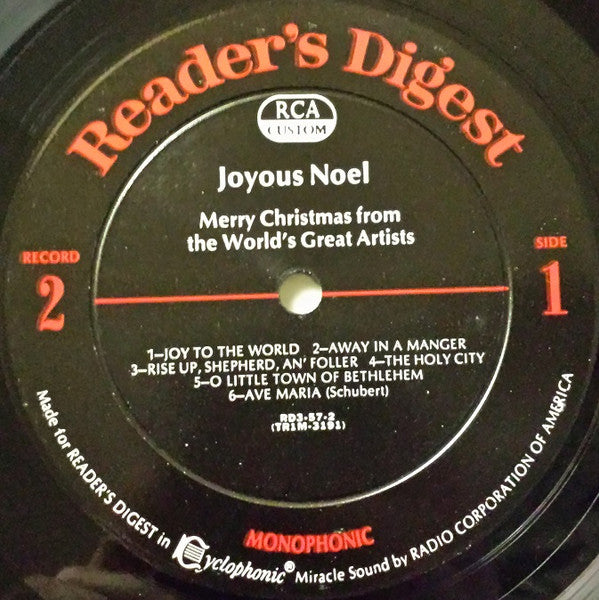 Reader's Digest
RCA
CUSTOM
Joyous Noel
Merry Christmas from
the World's Great Artists
RECORD
2
SIDE
1
1–JOY TO THE WORLD 2–AWAY IN A MANGER
3–RISE UP, SHEPHERD, AN' FOLLER 4–THE HOLY CITY
5–O LITTLE TOWN OF BETHLEHEM
6–AVE MARIA (Schubert)
RD3-57-2
(TR1M-3191)
MONOPHONIC
Made for READER'S DIGEST in Cyclophonic® Miracle Sound by RADIO CORPORATION OF AMERICA